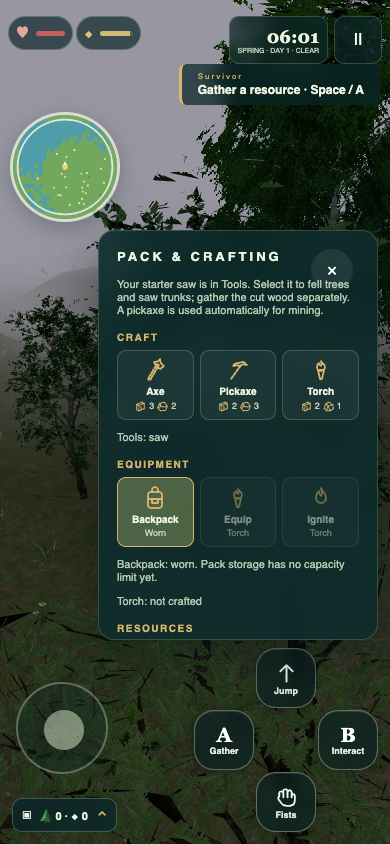 06:01
SPRING · DAY 1 · CLEAR
Survivor
Gather a resource · Space / A
PACK & CRAFTING
Your starter saw is in Tools. Select it to fell trees
and saw trunks; gather the cut wood separately.
A pickaxe is used automatically for mining.
CRAFT
Axe
3 2
Pickaxe
2 3
Torch
2 1
Tools: saw
EQUIPMENT
Backpack
Worn
Equip
Torch
Ignite
Torch
Backpack: worn. Pack storage has no capacity
limit yet.
Torch: not crafted
RESOURCES
Jump
A
Gather
B
Interact
Fists
0 · ◆ 0